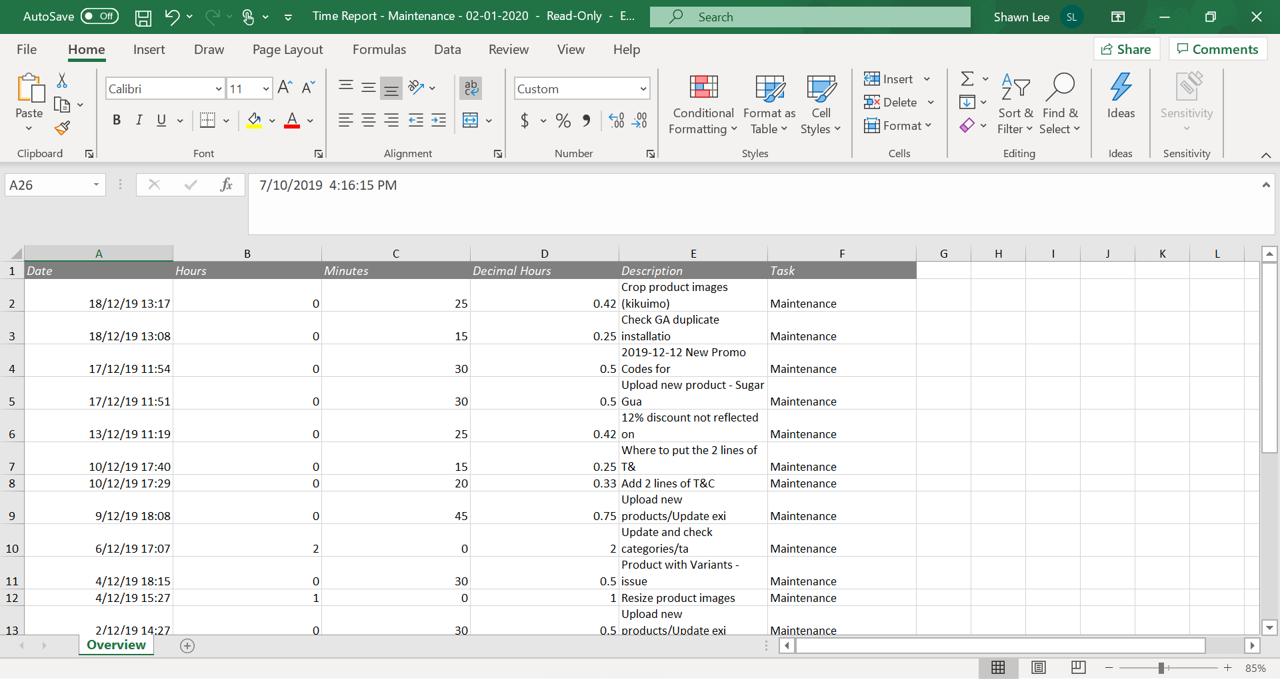 AutoSave Off Time Report - Maintenance - 02-01-2020 - Read-Only - E... Search Shawn Lee SL
File Home Insert Draw Page Layout Formulas Data Review View Help Share Comments
Paste
Clipboard
Calibri 11
B I U A
Font
ab
Alignment
Custom
$ % 9
Number
Conditional Formatting
Format as Table
Cell Styles
Styles
Insert
Delete
Format
Cells
Sort & Filter
Find & Select
Editing
Ideas
Ideas
Sensitivity
Sensitivity
A26 fx 7/10/2019 4:16:15 PM
A B C D E F G H I J K L
1 Date Hours Minutes Decimal Hours Description Task
Crop product images
2 18/12/19 13:17 0 25 0.42 (kikuimo) Maintenance
Check GA duplicate
3 18/12/19 13:08 0 15 0.25 installatio Maintenance
2019-12-12 New Promo
4 17/12/19 11:54 0 30 0.5 Codes for Maintenance
Upload new product - Sugar
5 17/12/19 11:51 0 30 0.5 Gua Maintenance
12% discount not reflected
6 13/12/19 11:19 0 25 0.42 on Maintenance
Where to put the 2 lines of
7 10/12/19 17:40 0 15 0.25 T& Maintenance
8 10/12/19 17:29 0 20 0.33 Add 2 lines of T&C Maintenance
Upload new
9 9/12/19 18:08 0 45 0.75 products/Update exi Maintenance
Update and check
10 6/12/19 17:07 2 0 2 categories/ta Maintenance
Product with Variants -
11 4/12/19 18:15 0 30 0.5 issue Maintenance
12 4/12/19 15:27 1 0 1 Resize product images Maintenance
Upload new
13 2/12/19 14:27 0 30 0.5 products/Update exi Maintenance
Overview
85%